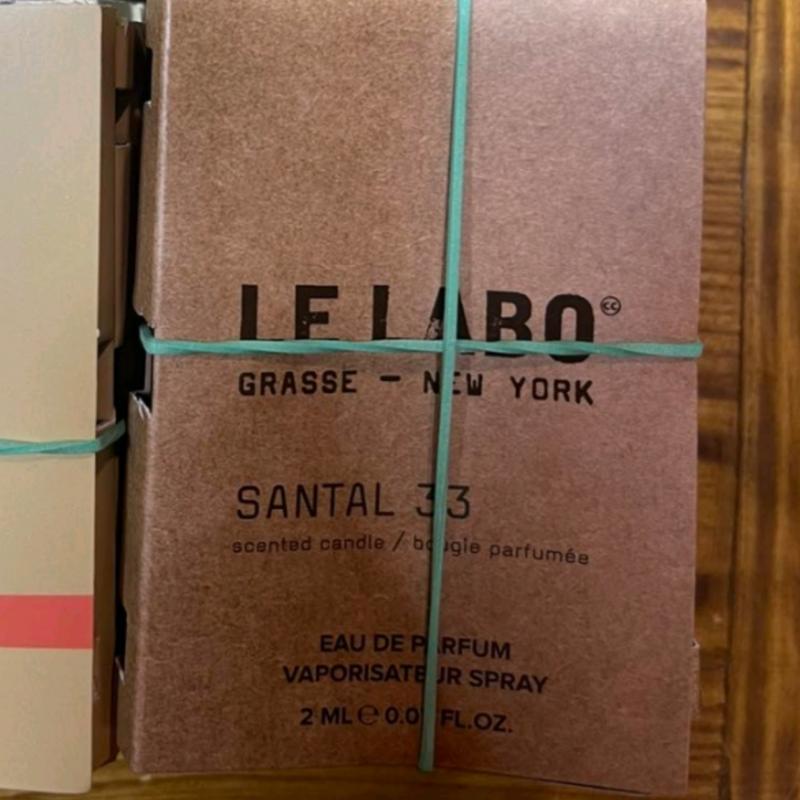 LE LABO
GRASSE — NEW YORK
SANTAL 33
scented candle / bougie parfumée
EAU DE PARFUM
VAPORISATEUR SPRAY
2 ML ℮ 0.0 FL.OZ.